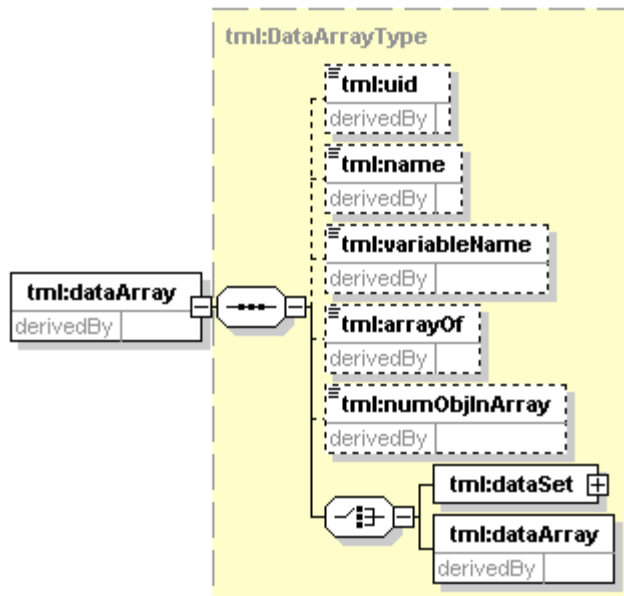 tml:DataArrayType
tml:uid
derivedBy
tml:name
derivedBy
tml:variableName
derivedBy
tml:dataArray
derivedBy
tml:arrayOf
derivedBy
tml:numObjInArray
derivedBy
tml:dataSet
tml:dataArray
derivedBy